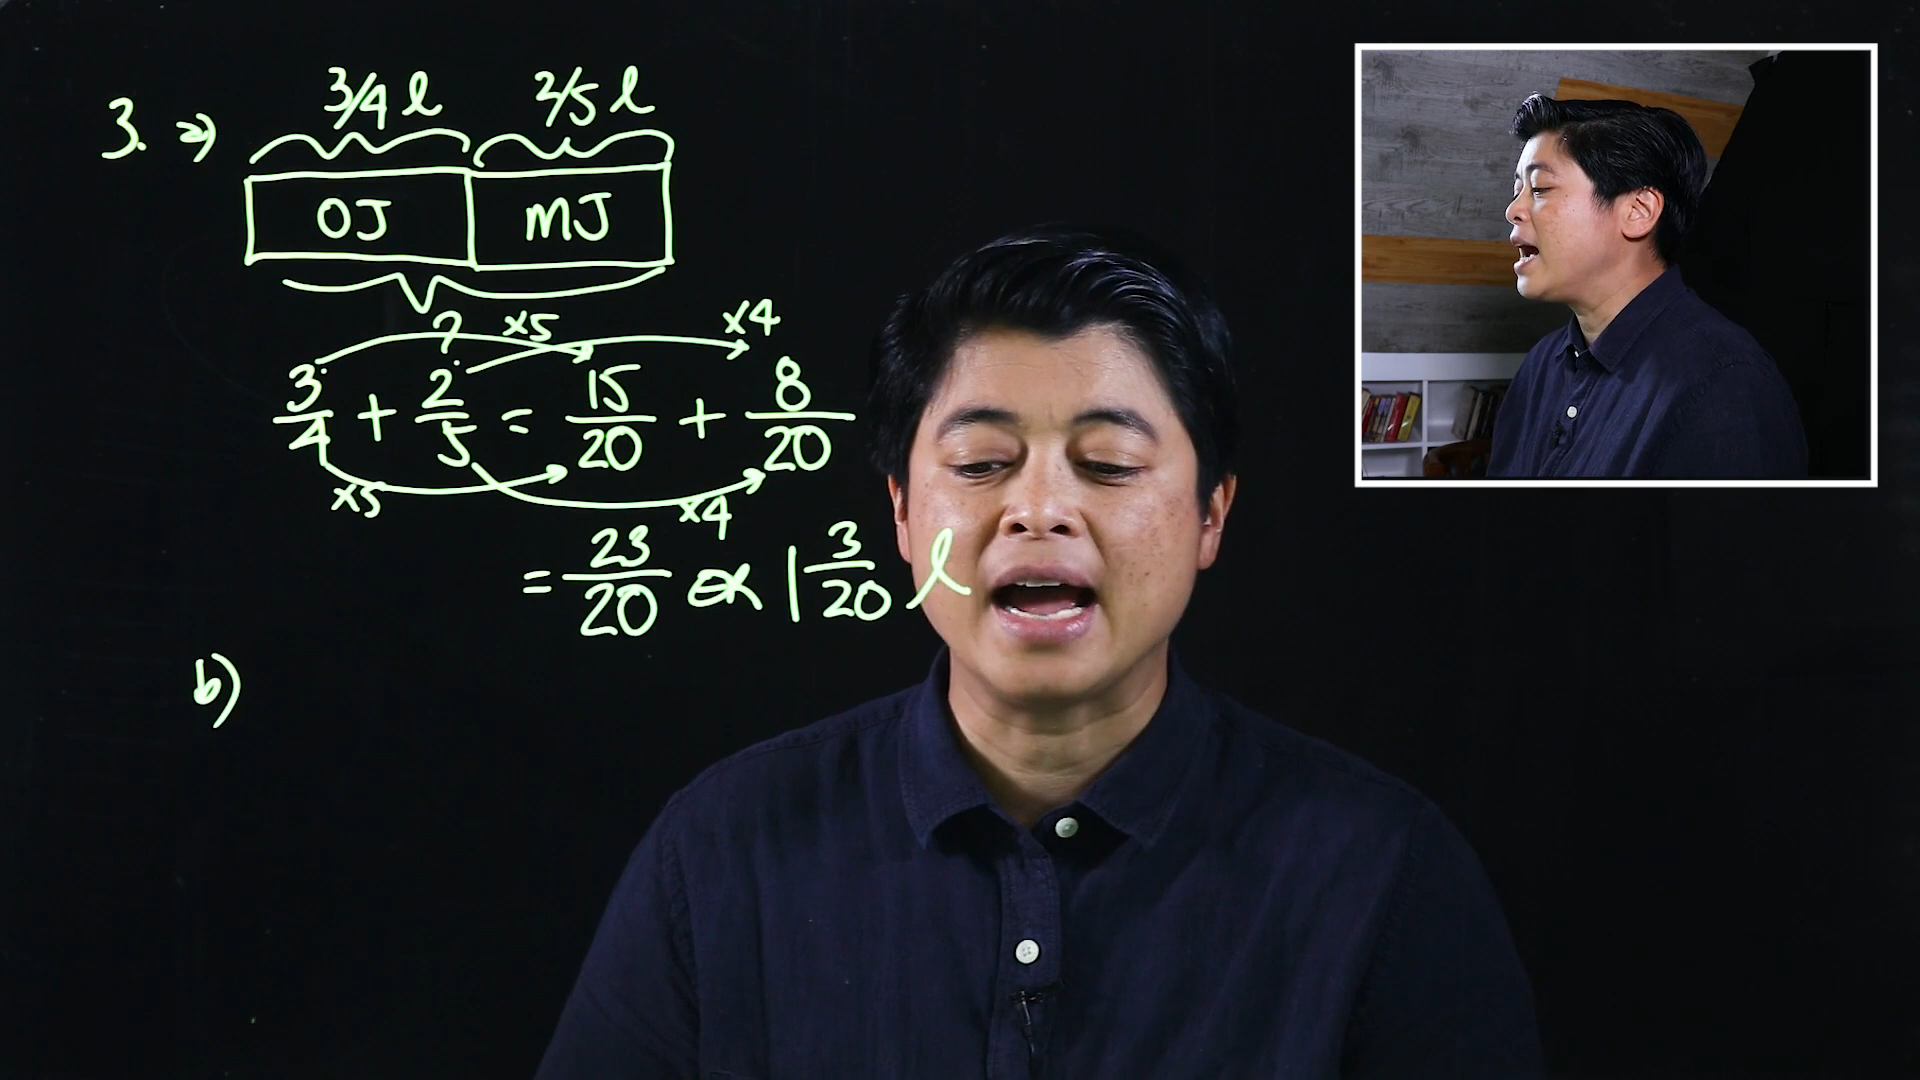 3. a)
3/4 l 2/5 l
OJ MJ
?
×5 ×4
3/4 + 2/5 = 15/20 + 8/20
×5 ×4
= 23/20 or 1 3/20 l
b)